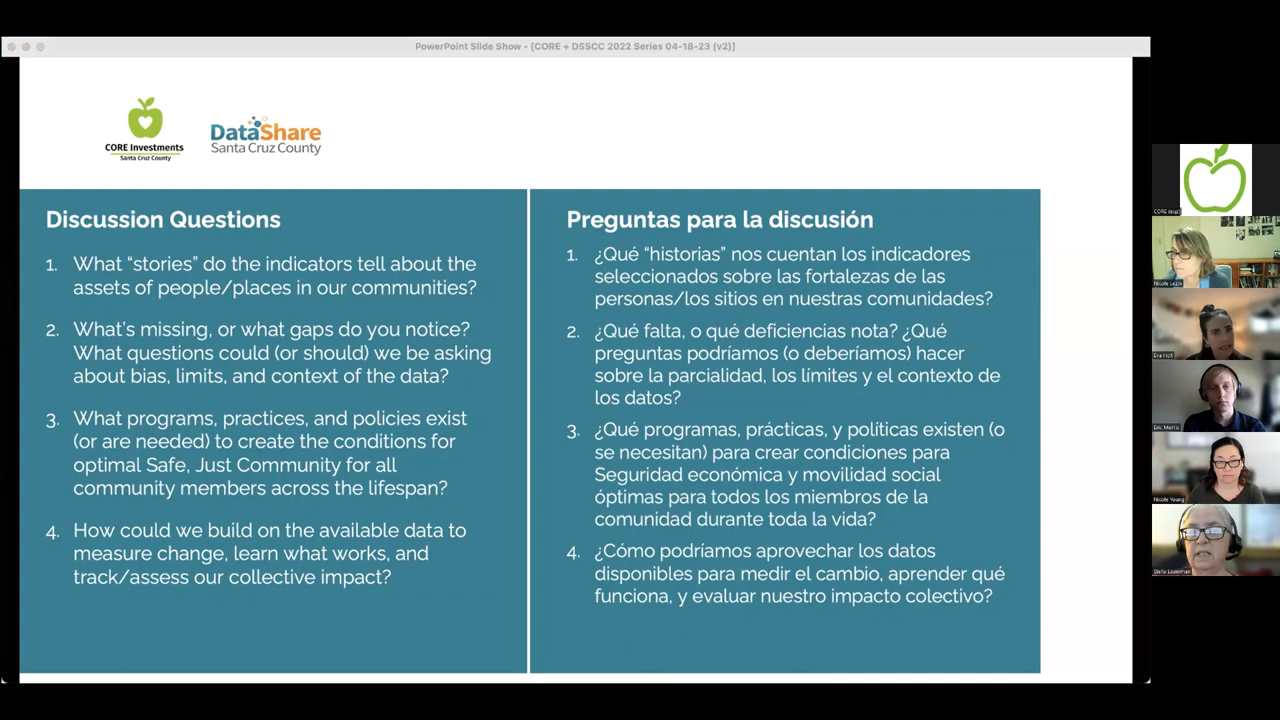 PowerPoint Slide Show - [CORE + DSSCC 2022 Series 04-18-23 (v2)]
CORE Investments
Santa Cruz County
DataShare
Santa Cruz County
Discussion Questions
1. What “stories” do the indicators tell about the
assets of people/places in our communities?
2. What’s missing, or what gaps do you notice?
What questions could (or should) we be asking
about bias, limits, and context of the data?
3. What programs, practices, and policies exist
(or are needed) to create the conditions for
optimal Safe, Just Community for all
community members across the lifespan?
4. How could we build on the available data to
measure change, learn what works, and
track/assess our collective impact?
Preguntas para la discusión
1. ¿Qué “historias” nos cuentan los indicadores
seleccionados sobre las fortalezas de las
personas/los sitios en nuestras comunidades?
2. ¿Qué falta, o qué deficiencias nota? ¿Qué
preguntas podríamos (o deberíamos) hacer
sobre la parcialidad, los límites y el contexto de
los datos?
3. ¿Qué programas, prácticas, y políticas existen (o
se necesitan) para crear condiciones para
Seguridad económica y movilidad social
óptimas para todos los miembros de la
comunidad durante toda la vida?
4. ¿Cómo podríamos aprovechar los datos
disponibles para medir el cambio, aprender qué
funciona, y evaluar nuestro impacto colectivo?
Eva Holt
Nicole Young